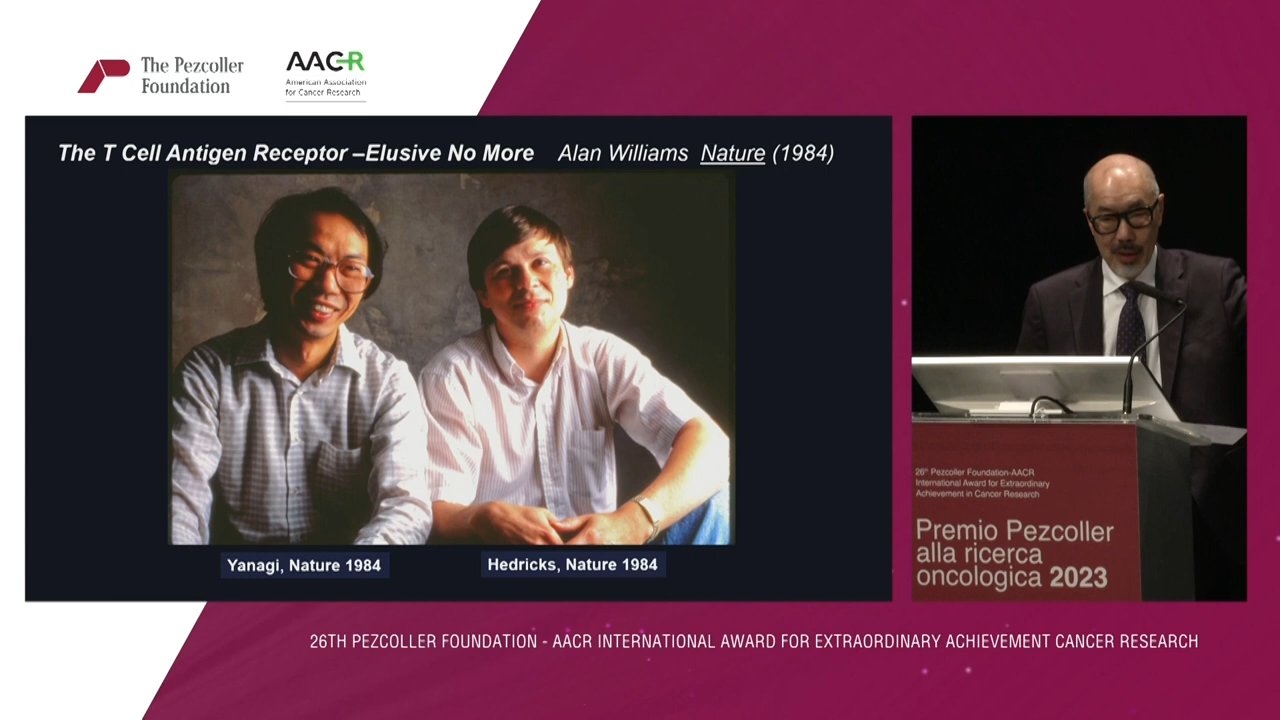 The Pezcoller
Foundation
AACR
American Association
for Cancer Research
The T Cell Antigen Receptor –Elusive No More Alan Williams Nature (1984)
Yanagi, Nature 1984
Hedricks, Nature 1984
26th Pezcoller Foundation-AACR
International Award for Extraordinary
Achievement in Cancer Research
Premio Pezcoller
alla ricerca
oncologica 2023
26TH PEZCOLLER FOUNDATION - AACR INTERNATIONAL AWARD FOR EXTRAORDINARY ACHIEVEMENT CANCER RESEARCH